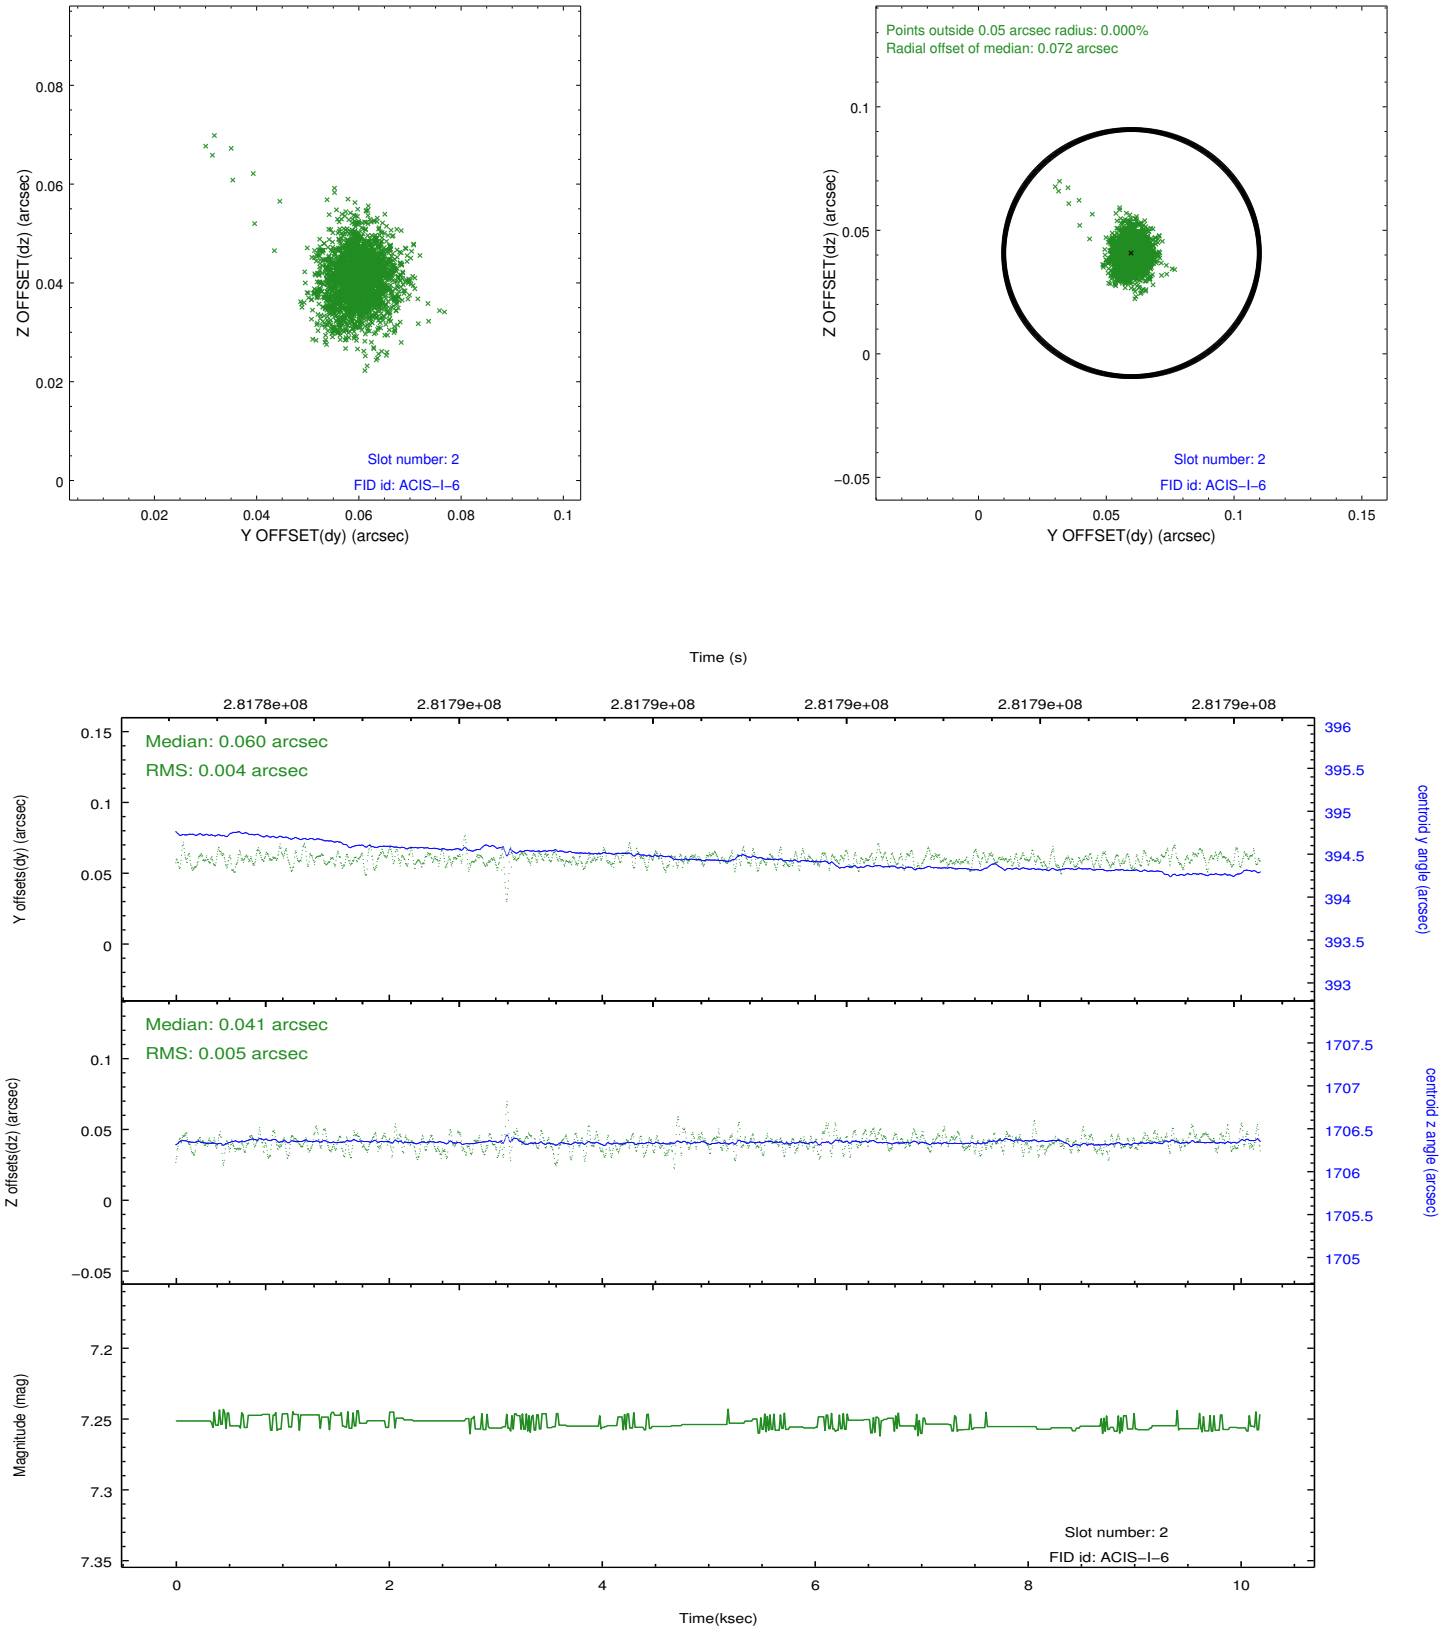 0.08
0.06
0.04
0.02
0
Z OFFSET(dz) (arcsec)
Slot number: 2
FID id: ACIS−I−6
0.02
0.04
0.06
0.08
0.1
Y OFFSET(dy) (arcsec)
Points outside 0.05 arcsec radius: 0.000%
Radial offset of median: 0.072 arcsec
0.1
0.05
0
−0.05
Z OFFSET(dz) (arcsec)
Slot number: 2
FID id: ACIS−I−6
0
0.05
0.1
0.15
Y OFFSET(dy) (arcsec)
Time (s)
2.8178e+08
2.8179e+08
2.8179e+08
2.8179e+08
2.8179e+08
2.8179e+08
Median: 0.060 arcsec
RMS: 0.004 arcsec
0.15
0.1
0.05
0
Y offsets(dy) (arcsec)
396
395.5
395
394.5
394
393.5
393
centroid y angle (arcsec)
Median: 0.041 arcsec
RMS: 0.005 arcsec
0.1
0.05
0
−0.05
Z offsets(dz) (arcsec)
1707.5
1707
1706.5
1706
1705.5
1705
centroid z angle (arcsec)
7.2
7.25
7.3
7.35
Magnitude (mag)
Slot number: 2
FID id: ACIS−I−6
0
2
4
6
8
10
Time(ksec)